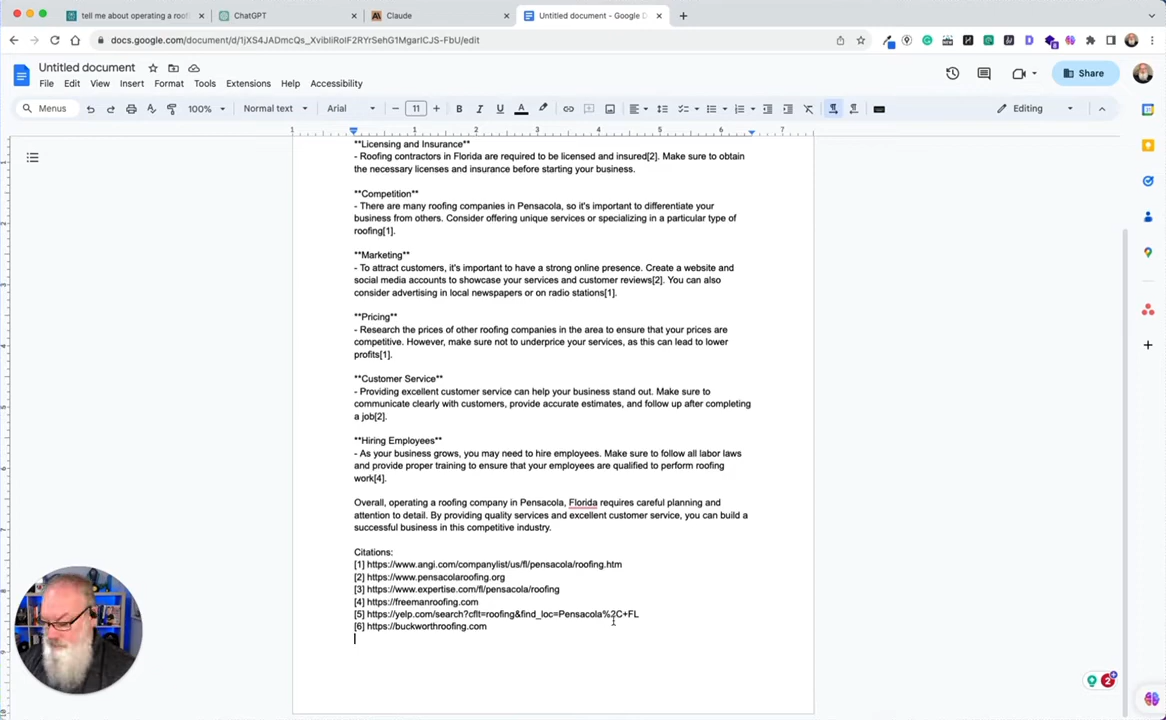 tell me about operating a roof
ChatGPT
Claude
Untitled document - Google D
docs.google.com/document/d/1jXS4JADmcQs_XvibIiRolF2RYrSehG1MgarICJS-FbU/edit
Untitled document
File Edit View Insert Format Tools Extensions Help Accessibility
Share
Menus 100% Normal text Arial 11 B I U A Editing
1 1 2 3 4 5 6 7
**Licensing and Insurance**
- Roofing contractors in Florida are required to be licensed and insured[2]. Make sure to obtain
the necessary licenses and insurance before starting your business.
**Competition**
- There are many roofing companies in Pensacola, so it's important to differentiate your
business from others. Consider offering unique services or specializing in a particular type of
roofing[1].
**Marketing**
- To attract customers, it's important to have a strong online presence. Create a website and
social media accounts to showcase your services and customer reviews[2]. You can also
consider advertising in local newspapers or on radio stations[1].
**Pricing**
- Research the prices of other roofing companies in the area to ensure that your prices are
competitive. However, make sure not to underprice your services, as this can lead to lower
profits[1].
**Customer Service**
- Providing excellent customer service can help your business stand out. Make sure to
communicate clearly with customers, provide accurate estimates, and follow up after completing
a job[2].
**Hiring Employees**
- As your business grows, you may need to hire employees. Make sure to follow all labor laws
and provide proper training to ensure that your employees are qualified to perform roofing
work[4].
Overall, operating a roofing company in Pensacola, Florida requires careful planning and
attention to detail. By providing quality services and excellent customer service, you can build a
successful business in this competitive industry.
Citations:
[1] https://www.angi.com/companylist/us/fl/pensacola/roofing.htm
[2] https://www.pensacolaroofing.org
[3] https://www.expertise.com/fl/pensacola/roofing
[4] https://freemanroofing.com
[5] https://yelp.com/search?cflt=roofing&find_loc=Pensacola%2C+FL
[6] https://buckworthroofing.com
2